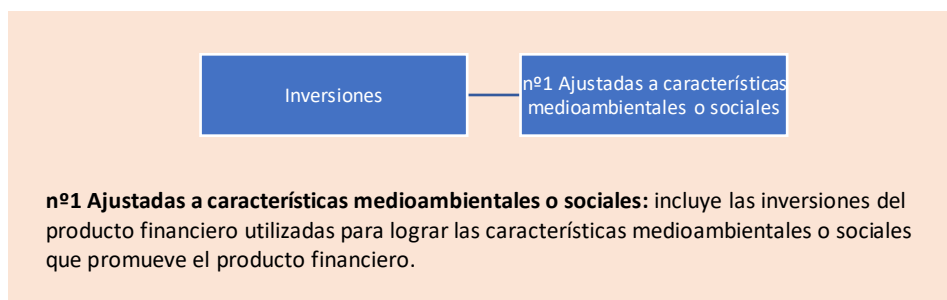 Inversiones
nº1 Ajustadas a características
medioambientales o sociales
nº1 Ajustadas a características medioambientales o sociales: incluye las inversiones del
producto financiero utilizadas para lograr las características medioambientales o sociales
que promueve el producto financiero.